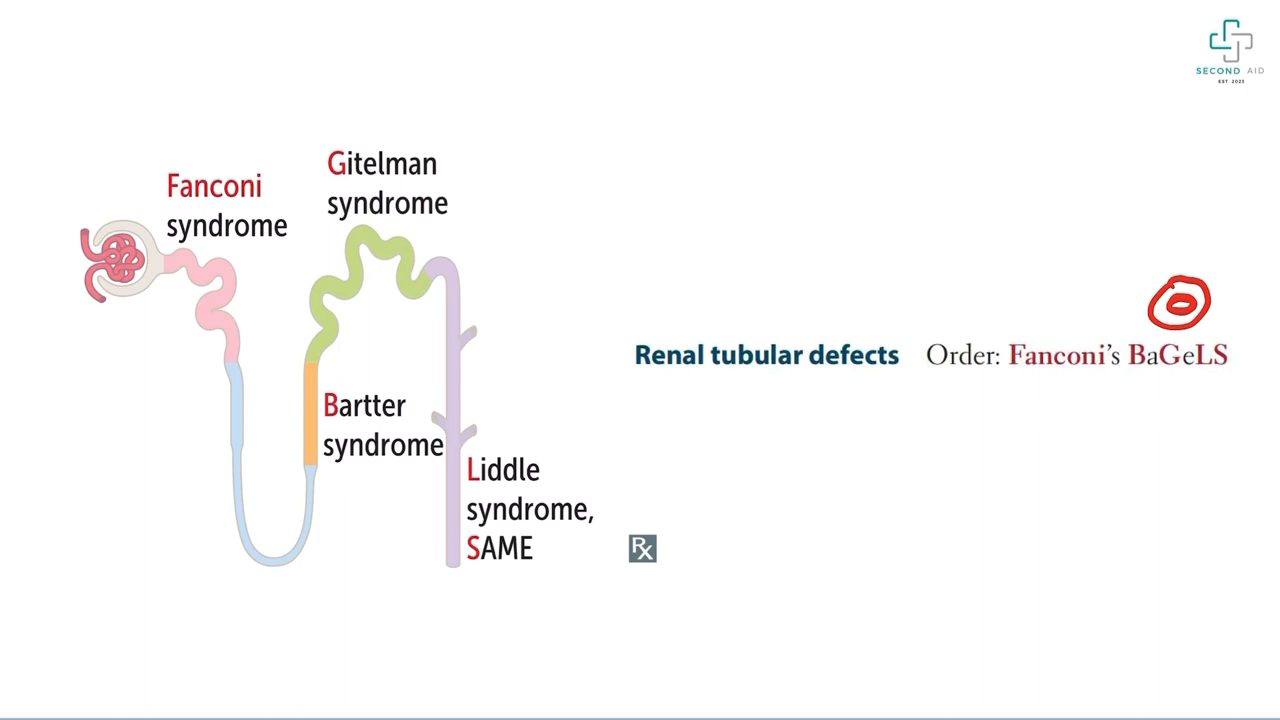 SECOND AID
EST. 2023
Gitelman
syndrome
Fanconi
syndrome
Renal tubular defects Order: Fanconi's BaGeLS
Bartter
syndrome
Liddle
syndrome,
SAME
Rx